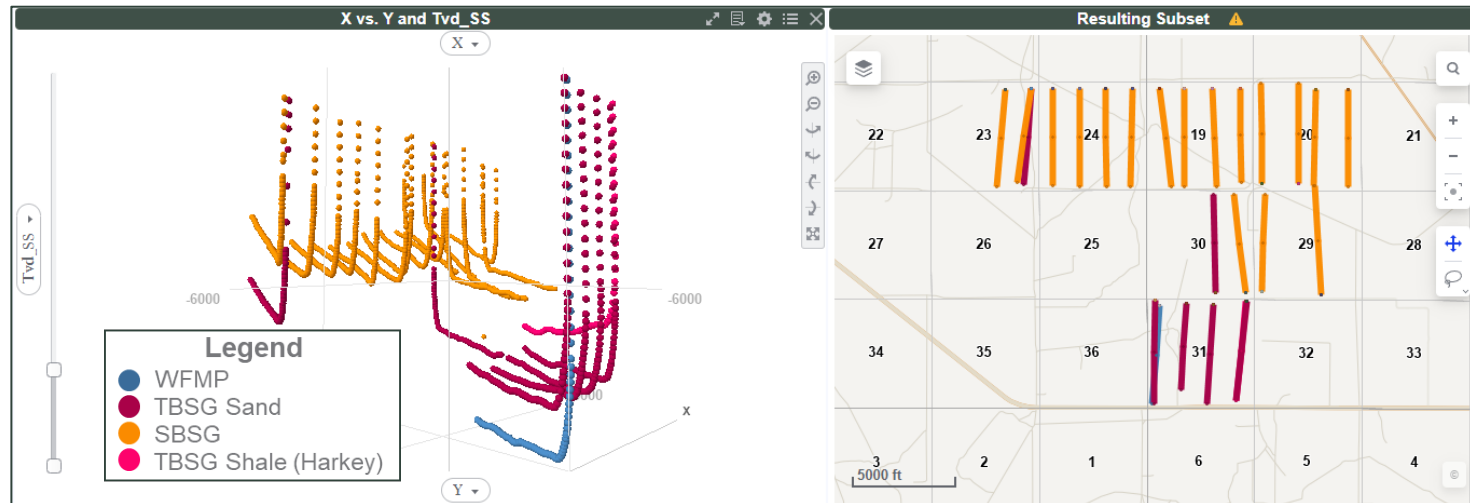 X vs. Y and Tvd_SS
X
Tvd_SS
-6000
-6000
X
Y
Legend
WFMP
TBSG Sand
SBSG
TBSG Shale (Harkey)
Resulting Subset
22 23 24 19 20 21
27 26 25 30 29 28
34 35 36 31 32 33
3 2 1 6 5 4
5000 ft
©